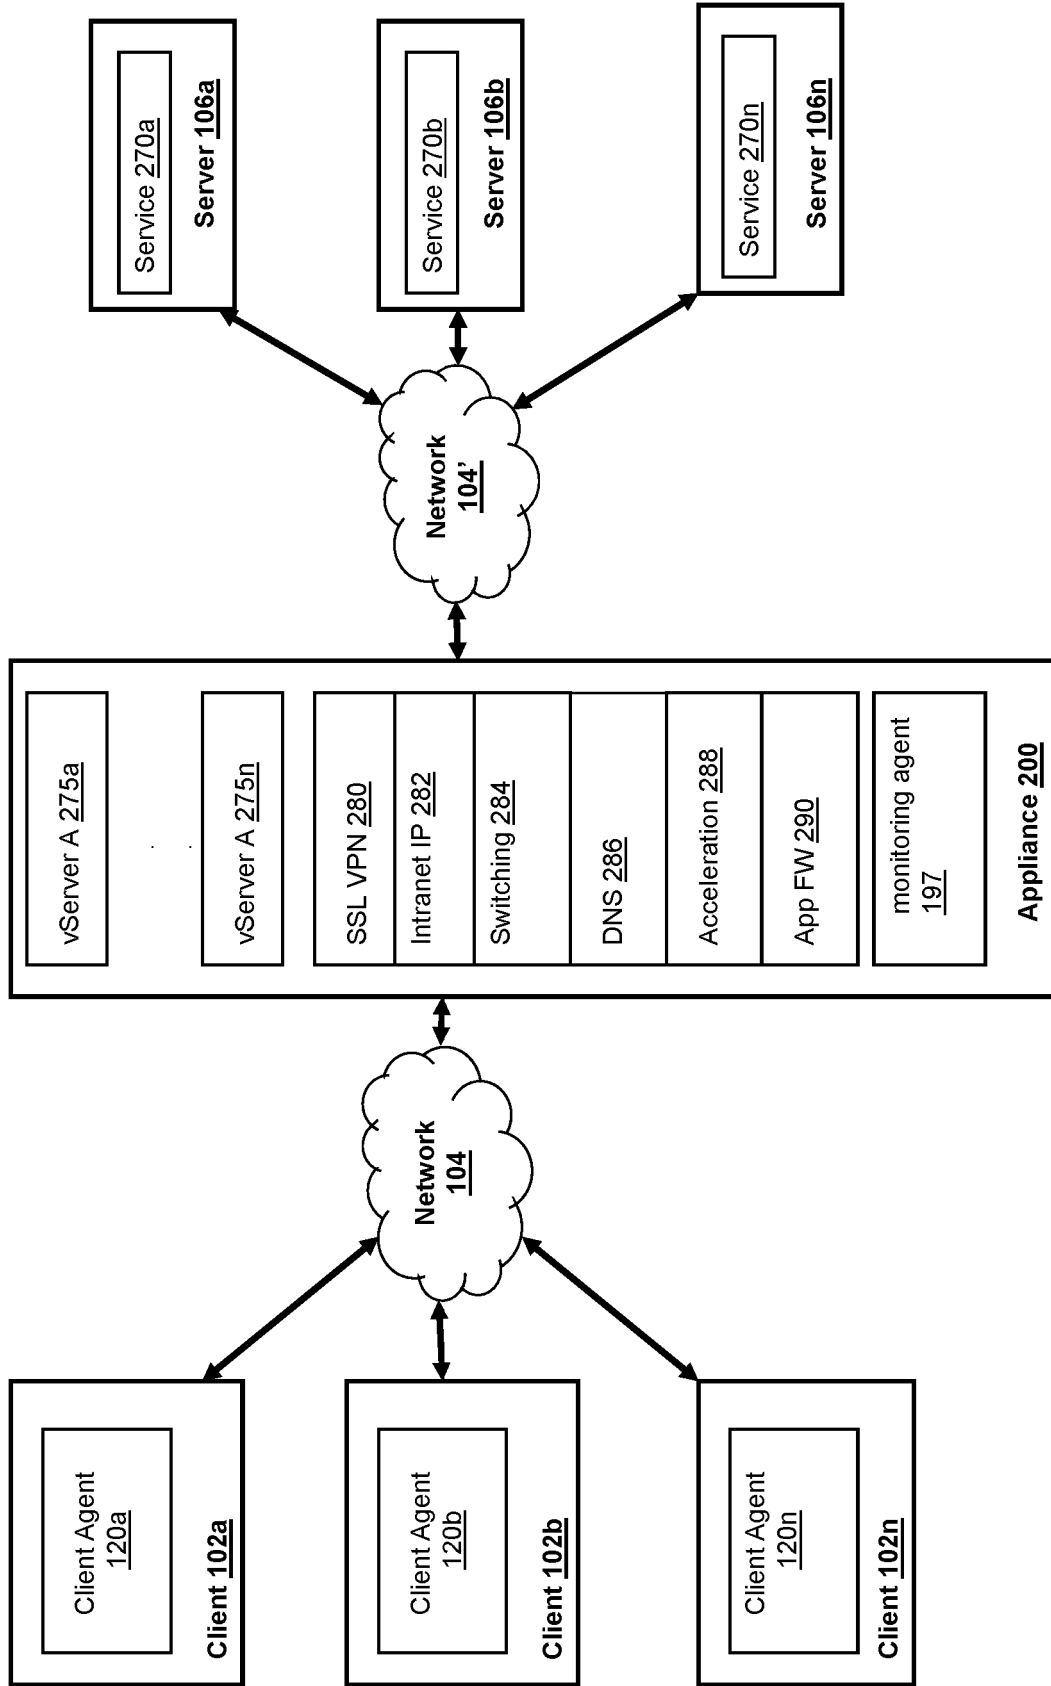 Client Agent
120a
Client 102a
Client Agent
120b
Client 102b
Client Agent
120n
Client 102n
Network
104
vServer A 275a
vServer A 275n
SSL VPN 280
Intranet IP 282
Switching 284
DNS 286
Acceleration 288
App FW 290
monitoring agent
197
Appliance 200
Network
104’
Service 270a
Server 106a
Service 270b
Server 106b
Service 270n
Server 106n